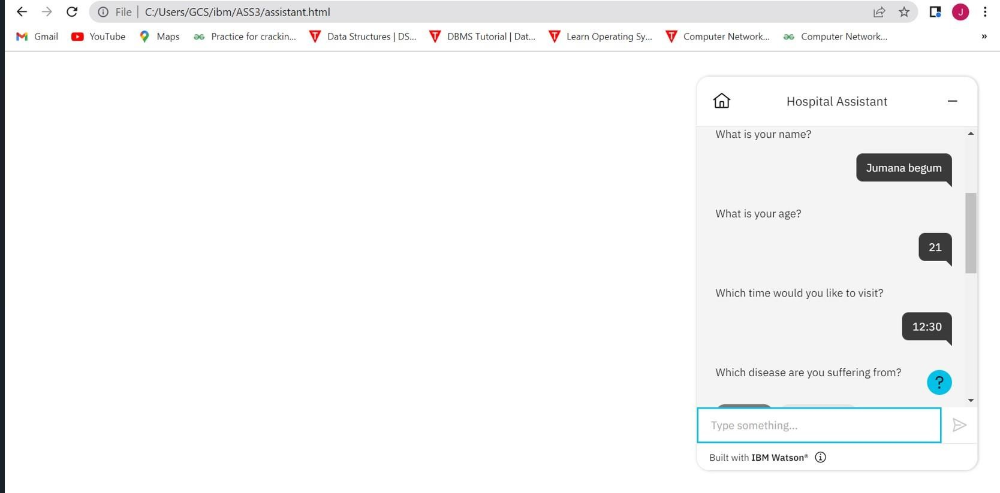 File C:/Users/GCS/ibm/ASS3/assistant.html J
Gmail YouTube Maps Practice for crackin... Data Structures | DS... DBMS Tutorial | Dat... Learn Operating Sy... Computer Network... Computer Network... »
Hospital Assistant
What is your name?
Jumana begum
What is your age?
21
Which time would you like to visit?
12:30
Which disease are you suffering from?
?
Type something...
Built with IBM Watson®